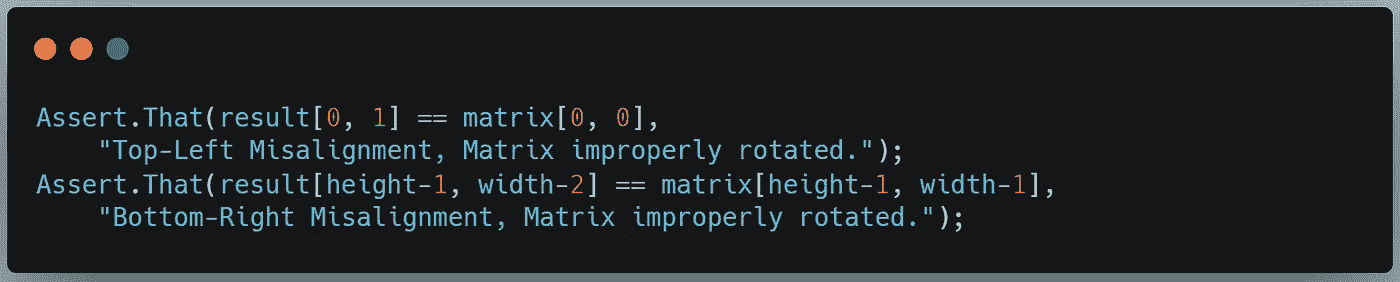 Assert.That(result[0, 1] == matrix[0, 0],
    "Top-Left Misalignment, Matrix improperly rotated.");
Assert.That(result[height-1, width-2] == matrix[height-1, width-1],
    "Bottom-Right Misalignment, Matrix improperly rotated.");